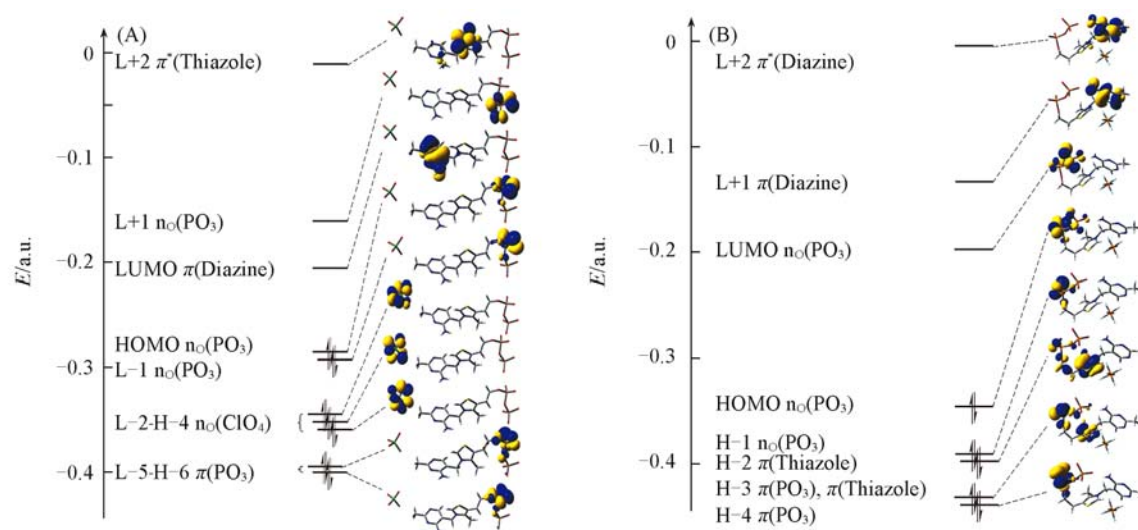 (A)
0
L+2 π*(Thiazole)
−0.1
L+1 nO(PO3)
−0.2
LUMO π(Diazine)
HOMO nO(PO3)
−0.3
L−1 nO(PO3)
L−2-H−4 nO(ClO4)
L−5-H−6 π(PO3)
−0.4
E/a.u.
(B)
0
L+2 π*(Diazine)
−0.1
L+1 π(Diazine)
−0.2
LUMO nO(PO3)
−0.3
HOMO nO(PO3)
H−1 nO(PO3)
−0.4
H−2 π(Thiazole)
H−3 π(PO3), π(Thiazole)
H−4 π(PO3)
E/a.u.